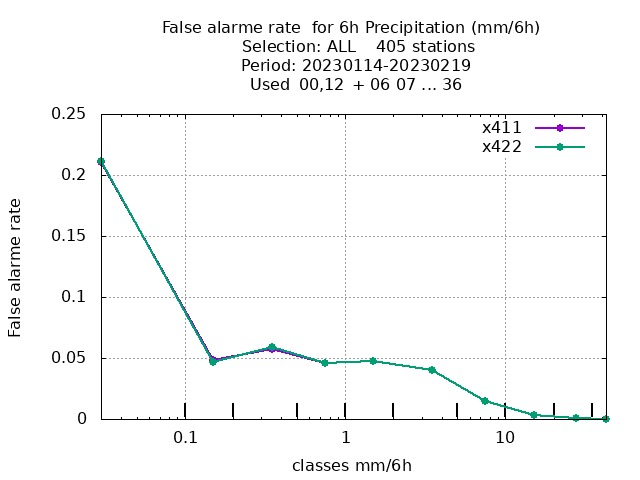 False alarme rate  for 6h Precipitation (mm/6h)
Selection: ALL    405 stations
Period: 20230114-20230219
Used  00,12  + 06 07 ... 36
x411
x422
False alarme rate
0.25
0.2
0.15
0.1
0.05
0
0.1
1
10
classes mm/6h